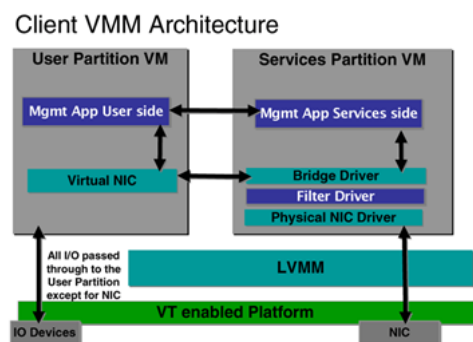 Client VMM Architecture
User Partition VM
Services Partition VM
Mgmt App User side
Mgmt App Services side
Virtual NIC
Bridge Driver
Filter Driver
Physical NIC Driver
All I/O passed
through to the
User Partition
except for NIC
LVMM
VT enabled Platform
IO Devices
NIC